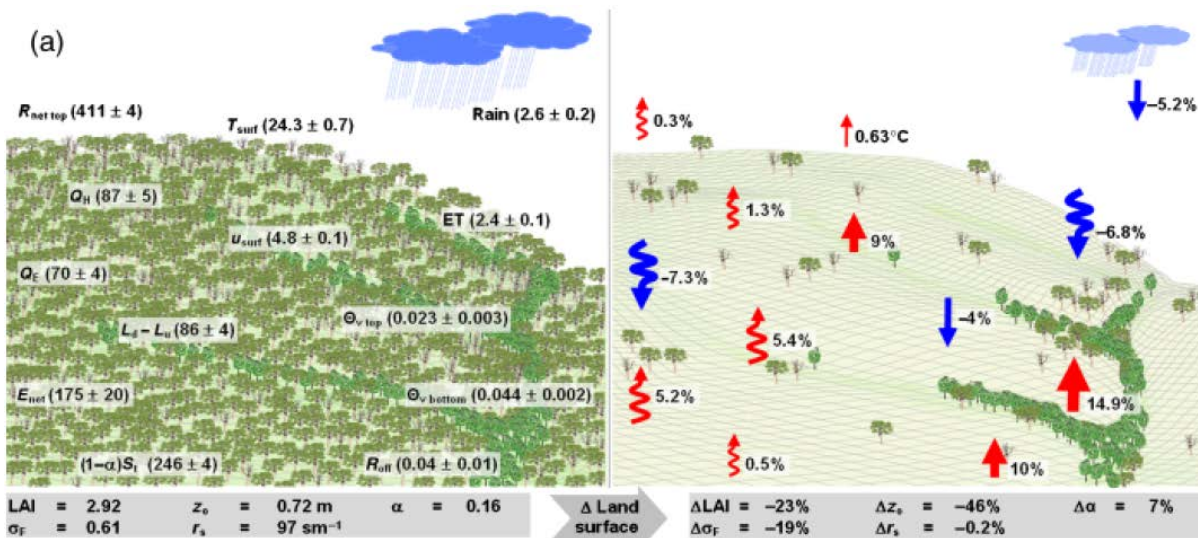 (a)
R_net top (411 ± 4)
T_surf (24.3 ± 0.7)
Rain (2.6 ± 0.2)
Q_H (87 ± 5)
ET (2.4 ± 0.1)
u_surf (4.8 ± 0.1)
Q_E (70 ± 4)
Θ_v top (0.023 ± 0.003)
L_d – L_u (86 ± 4)
E_net (175 ± 20)
Θ_v bottom (0.044 ± 0.002)
(1–α)S_↓ (246 ± 4)
R_off (0.04 ± 0.01)
0.3%
0.63°C
–5.2%
1.3%
9%
–6.8%
–7.3%
–4%
5.4%
5.2%
14.9%
0.5%
10%
LAI = 2.92 z_o = 0.72 m α = 0.16
σ_F = 0.61 r_s = 97 sm⁻¹
Δ Land
surface
ΔLAI = –23% Δz_o = –46% Δα = 7%
Δσ_F = –19% Δr_s = –0.2%